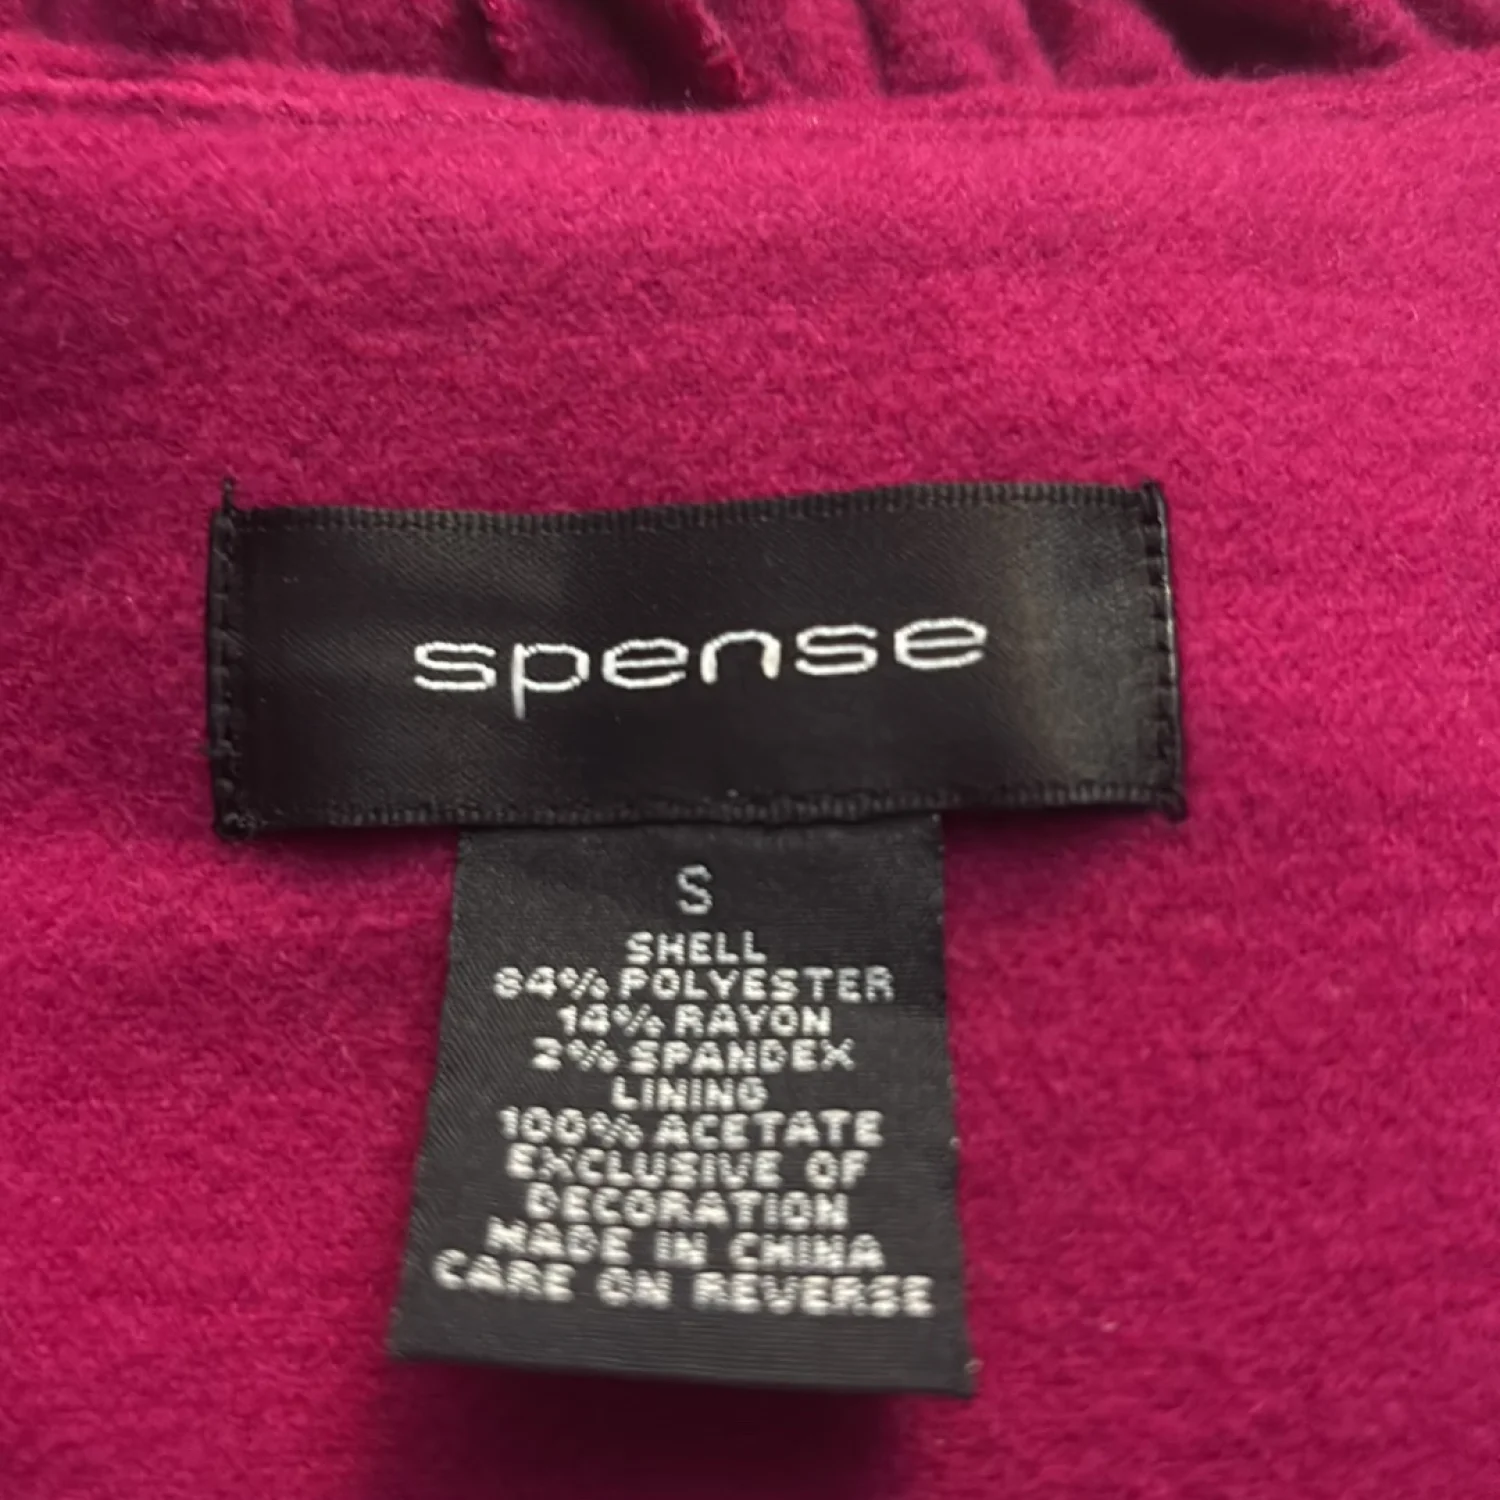 spense
S
SHELL
84% POLYESTER
14% RAYON
2% SPANDEX
LINING
100% ACETATE
EXCLUSIVE OF
DECORATION
MADE IN CHINA
CARE ON REVERSE